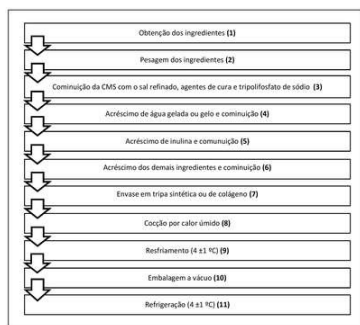 Obtenção dos ingredientes (1)
Pesagem dos ingredientes (2)
Cominuição da CMS com o sal refinado, agentes de cura e tripolifosfato de sódio (3)
Acréscimo de água gelada ou gelo e cominuição (4)
Acréscimo de inulina e comunuição (5)
Acréscimo dos demais ingredientes e cominuição (6)
Envase em tripa sintética ou de colágeno (7)
Cocção por calor úmido (8)
Resfriamento (4 ±1 ºC) (9)
Embalagem a vácuo (10)
Refrigeração (4 ±1 ºC) (11)